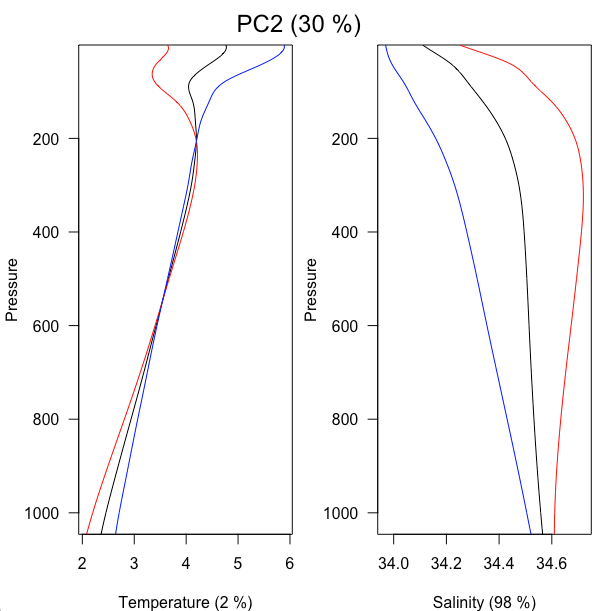 PC2 (30 %)
Pressure
200
400
600
800
1000
2 3 4 5 6
Temperature (2 %)
Pressure
200
400
600
800
1000
34.0 34.2 34.4 34.6
Salinity (98 %)